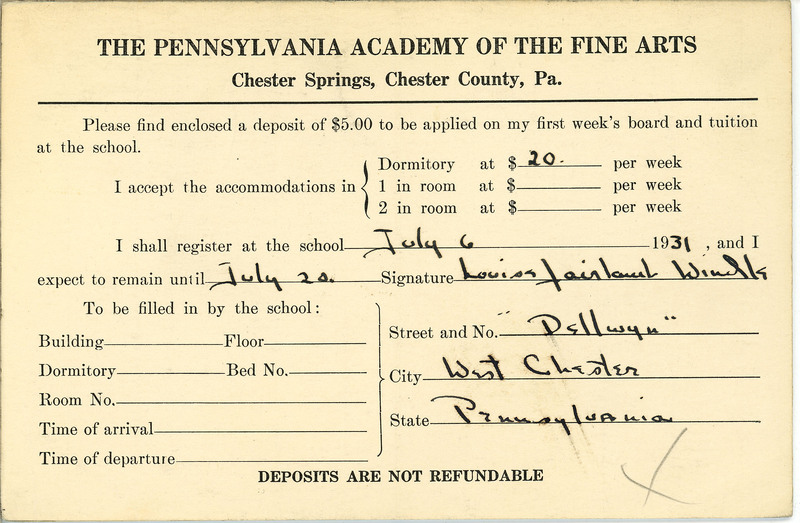 THE PENNSYLVANIA ACADEMY OF THE FINE ARTS
Chester Springs, Chester County, Pa.
Please find enclosed a deposit of $5.00 to be applied on my first week's board and tuition
at the school.
I accept the accommodations in
Dormitory at $ 20. per week
1 in room at $ per week
2 in room at $ per week
I shall register at the school July 6 1931, and I
expect to remain until July 20. Signature Louise Windle
To be filled in by the school:
Building Floor
Dormitory Bed No.
Room No.
Time of arrival
Time of departure
Street and No. "Dellwyn"
City West Chester
State Pennsylvania
DEPOSITS ARE NOT REFUNDABLE